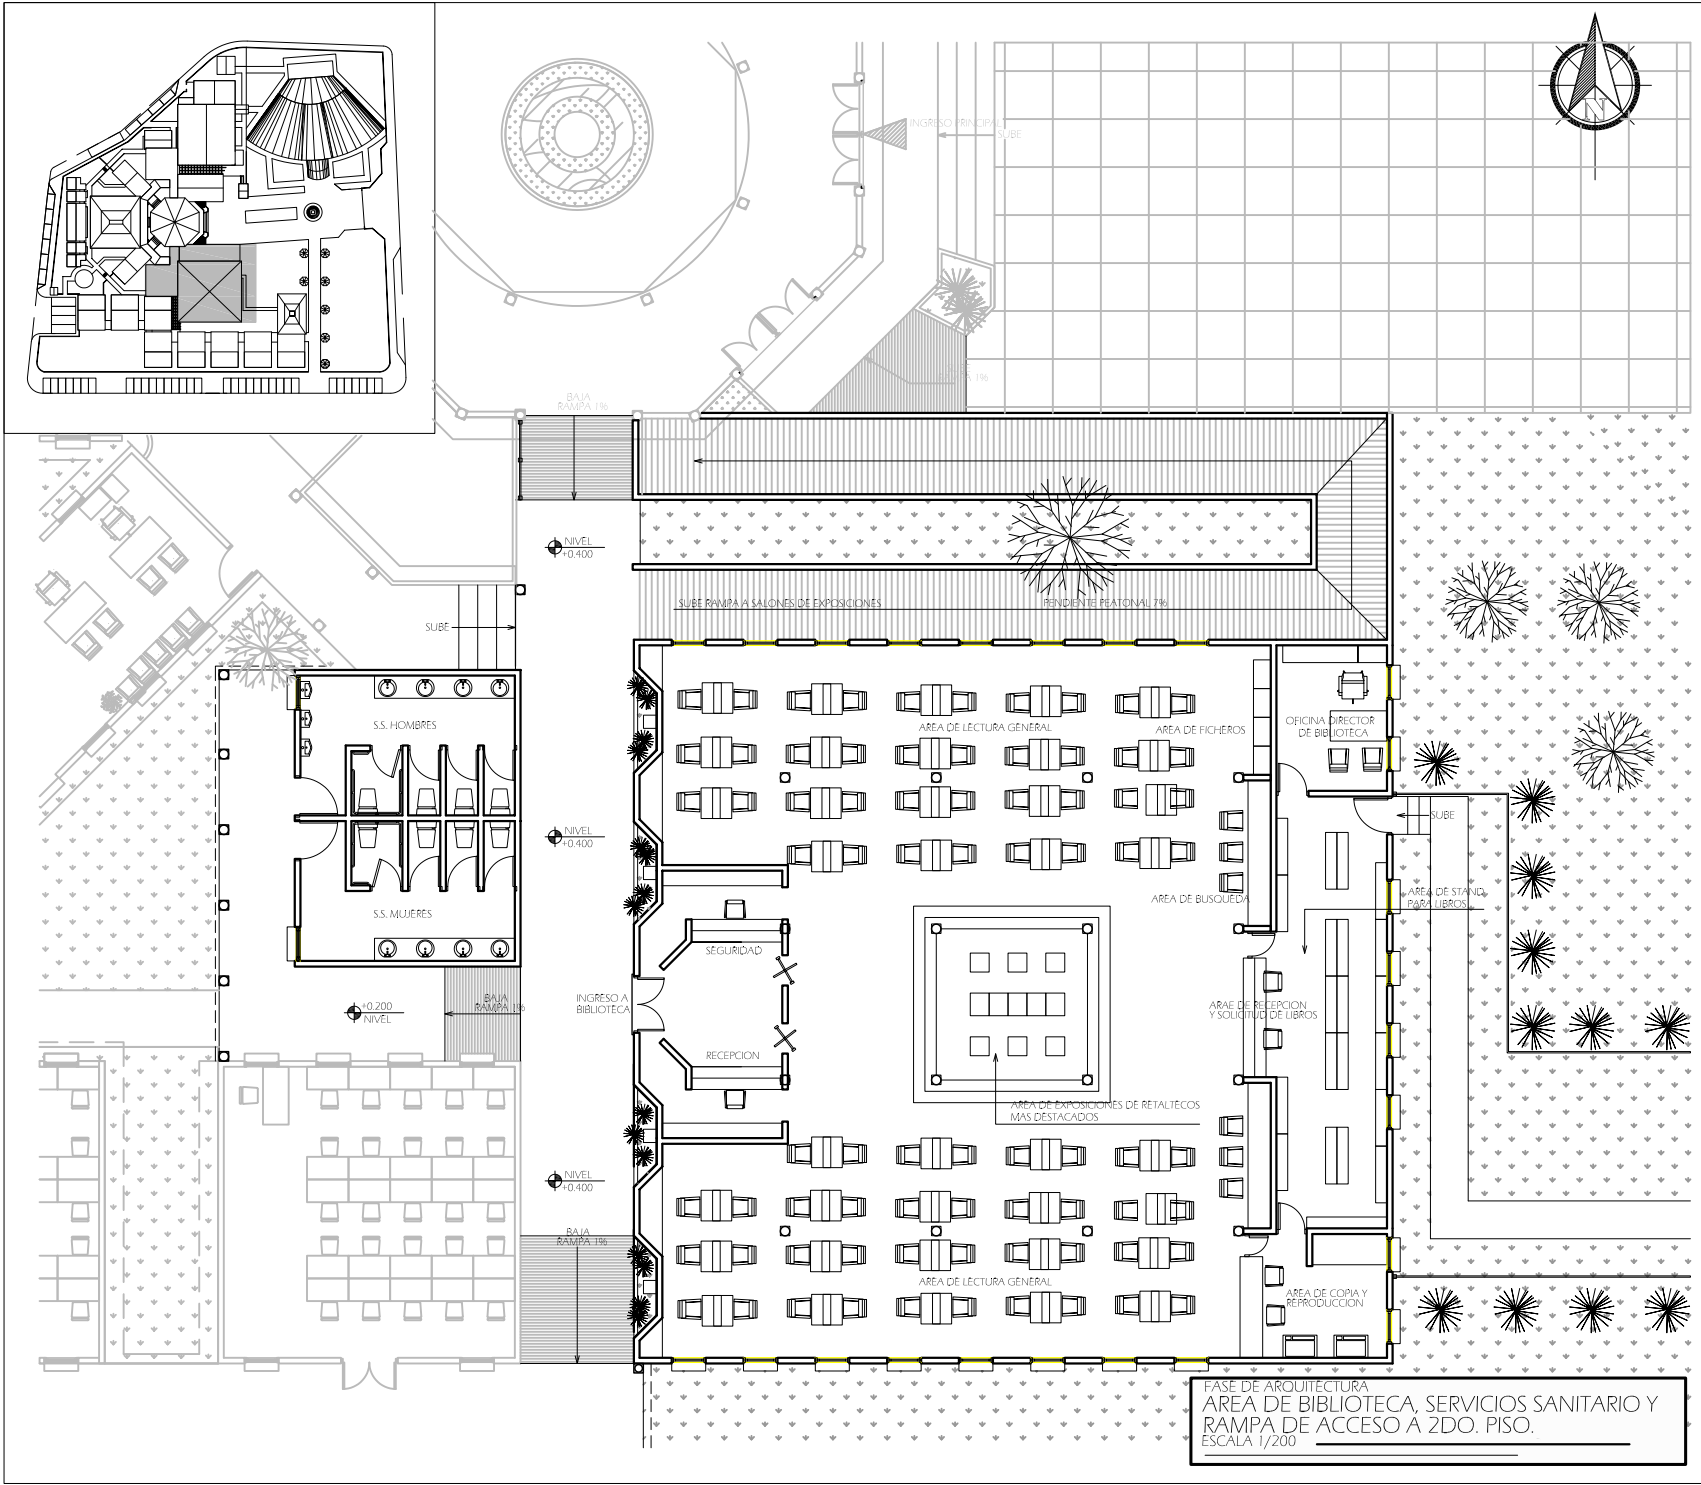 N
INGRESO PRINCIPAL
SUBE
RAMPA 1%
BAJA
RAMPA 1%
NIVEL
+0.400
SUBE RAMPA A SALONES DE EXPOSICIONES
PENDIENTE PEATONAL 7%
SUBE
S.S. HOMBRES
AREA DE LECTURA GENERAL
AREA DE FICHEROS
OFICINA DIRECTOR
DE BIBLIOTECA
SUBE
NIVEL
+0.400
S.S. MUJERES
AREA DE BUSQUEDA
AREA DE STAND
PARA LIBROS
SEGURIDAD
INGRESO A
BIBLIOTECA
BAJA
RAMPA 1%
+0.200
NIVEL
ARAE DE RECEPCION
Y SOLICITUD DE LIBROS
RECEPCION
AREA DE EXPOSICIONES DE RETALTECOS
MAS DESTACADOS
NIVEL
+0.400
BAJA
RAMPA 1%
AREA DE LECTURA GENERAL
AREA DE COPIA Y
REPRODUCCION
FASE DE ARQUITECTURA
AREA DE BIBLIOTECA, SERVICIOS SANITARIO Y
RAMPA DE ACCESO A 2DO. PISO.
ESCALA 1/200